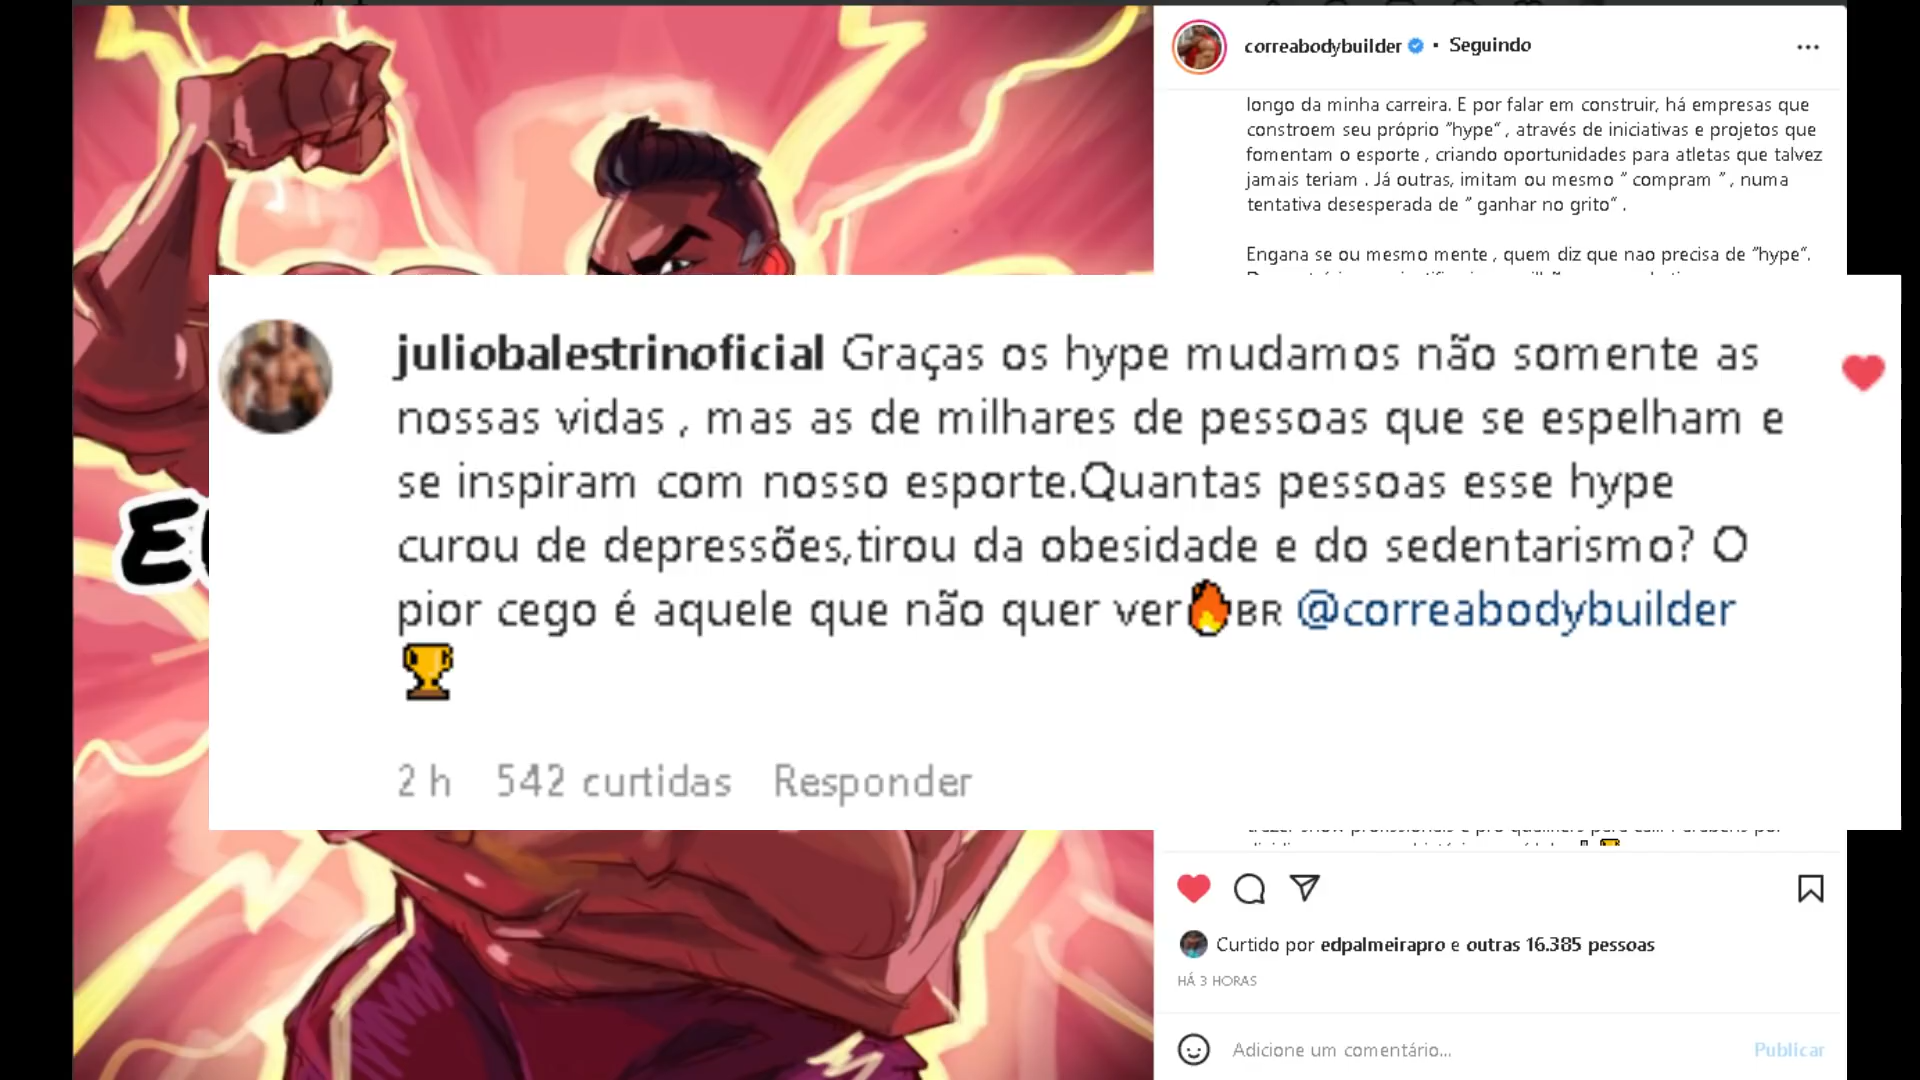 correabodybuilder • Seguindo
longo da minha carreira. E por falar em construir, há empresas que
constroem seu próprio "hype" , através de iniciativas e projetos que
fomentam o esporte , criando oportunidades para atletas que talvez
jamais teriam . Já outras, imitam ou mesmo " compram " , numa
tentativa desesperada de " ganhar no grito" .
Engana se ou mesmo mente , quem diz que nao precisa de "hype".
juliobalestrinoficial Graças os hype mudamos não somente as
nossas vidas , mas as de milhares de pessoas que se espelham e
se inspiram com nosso esporte.Quantas pessoas esse hype
curou de depressões,tirou da obesidade e do sedentarismo? O
pior cego é aquele que não quer ver🔥BR @correabodybuilder
🏆
2 h 542 curtidas Responder
Curtido por edpalmeirapro e outras 16.385 pessoas
HÁ 3 HORAS
Adicione um comentário... Publicar